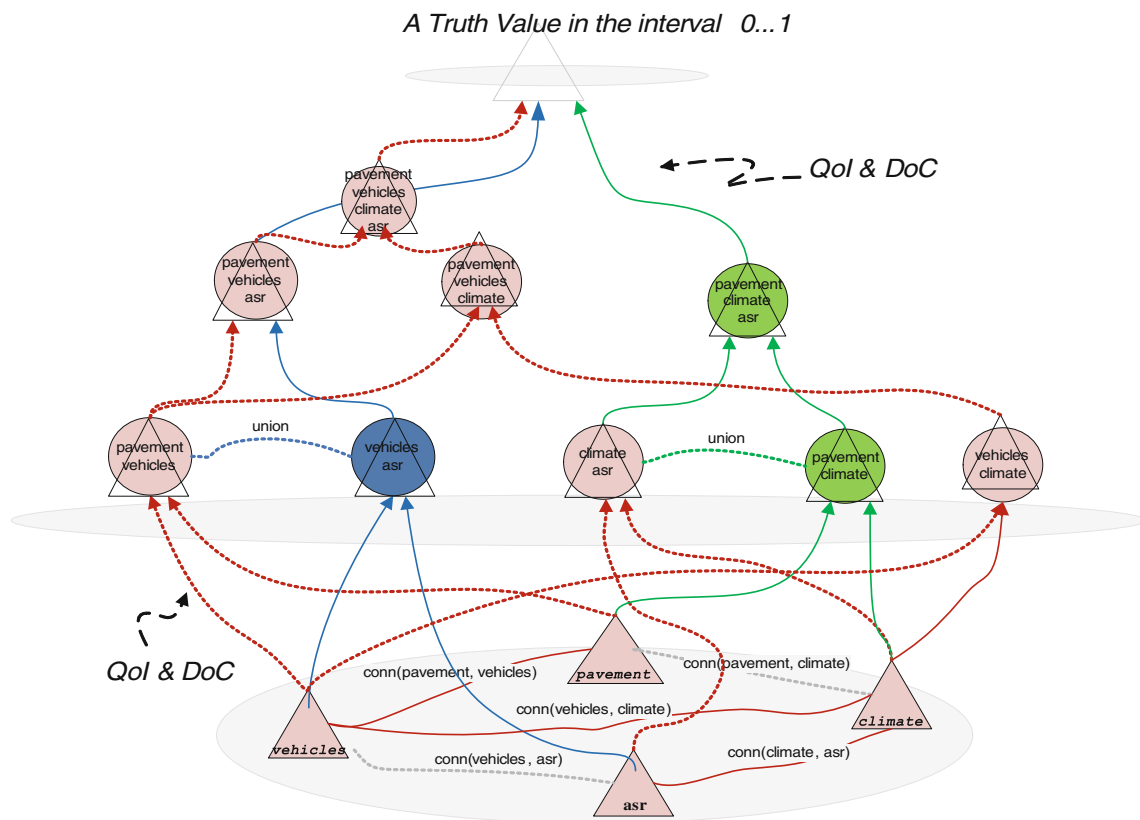 A Truth Value in the interval 0...1
QoI & DoC
pavement
vehicles
climate
asr
pavement
vehicles
asr
pavement
vehicles
climate
pavement
climate
asr
union
union
pavement
vehicles
vehicles
asr
climate
asr
pavement
climate
vehicles
climate
QoI & DoC
conn(pavement, vehicles)
pavement
conn(pavement, climate)
conn(vehicles, climate)
climate
vehicles
conn(climate, asr)
conn(vehicles, asr)
asr